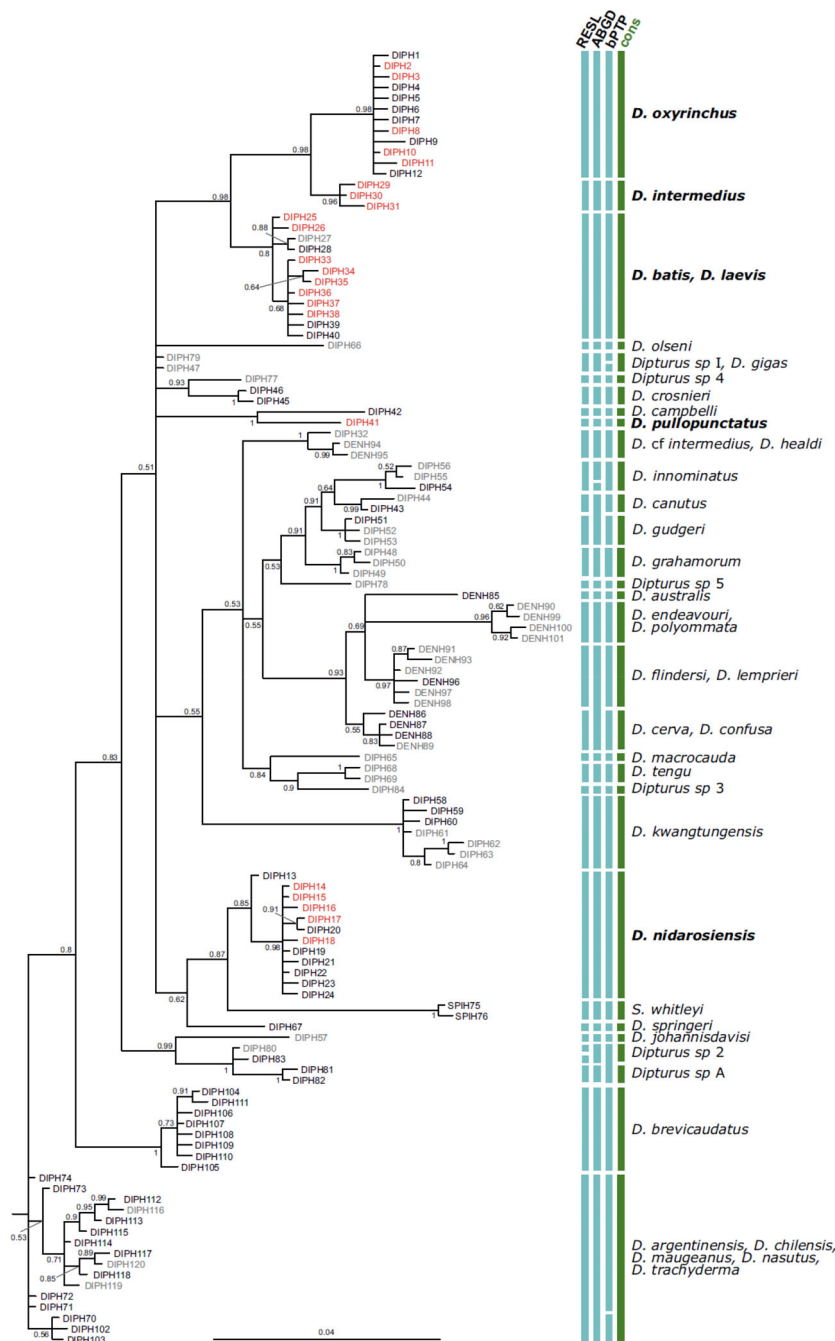 RESL ABGD bPTP cons
DIPH1
DIPH2
DIPH3
DIPH4
DIPH5
DIPH6
DIPH7
0.98
DIPH8
DIPH9
DIPH10
DIPH11
DIPH12
D. oxyrinchus
0.98
DIPH29
DIPH30
0.96
DIPH31
D. intermedius
0.98
DIPH25
0.88
DIPH26
DIPH27
DIPH28
0.8
DIPH33
DIPH34
0.64
DIPH35
DIPH36
DIPH37
0.68
DIPH38
DIPH39
DIPH40
D. batis, D. laevis
DIPH66
D. olseni
DIPH79
DIPH47
Dipturus sp I, D. gigas
0.93
DIPH77
Dipturus sp 4
DIPH46
1
DIPH45
D. crosnieri
DIPH42
D. campbelli
1
DIPH41
D. pullopunctatus
0.51
1
DIPH32
DENH94
0.99
DENH95
D. cf intermedius, D. healdi
0.52
DIPH56
DIPH55
1
DIPH54
D. innominatus
0.64
DIPH44
0.99
DIPH43
D. canutus
0.91
DIPH51
DIPH52
1
DIPH53
D. gudgeri
0.91
0.83
DIPH48
DIPH50
1
DIPH49
D. grahamorum
0.53
DIPH78
Dipturus sp 5
0.53
DENH85
D. australis
0.55
0.69
0.96
0.62
DENH90
DENH99
DENH100
0.92
DENH101
D. endeavouri,
D. polyommata
0.93
0.87
DENH91
DENH93
DENH92
0.97
DENH96
DENH97
DENH98
D. flindersi, D. lemprieri
DENH86
0.55
DENH87
DENH88
0.83
DENH89
D. cerva, D. confusa
0.55
DIPH65
D. macrocauda
0.84
1
DIPH68
DIPH69
D. tengu
0.9
DIPH84
Dipturus sp 3
DIPH58
DIPH59
DIPH60
1
DIPH61
1
DIPH62
DIPH63
0.8
DIPH64
D. kwangtungensis
0.83
DIPH13
0.85
DIPH14
DIPH15
DIPH16
0.91
DIPH17
DIPH20
DIPH18
0.98
DIPH19
DIPH21
DIPH22
DIPH23
DIPH24
D. nidarosiensis
0.87
SPIH75
1
SPIH76
S. whitleyi
0.62
DIPH67
D. springeri
0.8
DIPH57
D. johannisdavisi
0.99
DIPH80
DIPH83
Dipturus sp 2
1
DIPH81
1
DIPH82
Dipturus sp A
0.91
DIPH104
DIPH111
DIPH106
0.73
DIPH107
DIPH108
DIPH109
1
DIPH110
DIPH105
D. brevicaudatus
DIPH74
DIPH73
0.99
DIPH112
0.95
DIPH116
0.9
DIPH113
DIPH115
0.53
DIPH114
0.71
0.89
DIPH117
DIPH120
0.85
DIPH118
DIPH119
DIPH72
DIPH71
DIPH70
0.56
DIPH102
DIPH103
D. argentinensis, D. chilensis,
D. maugeanus, D. nasutus,
D. trachyderma
0.04